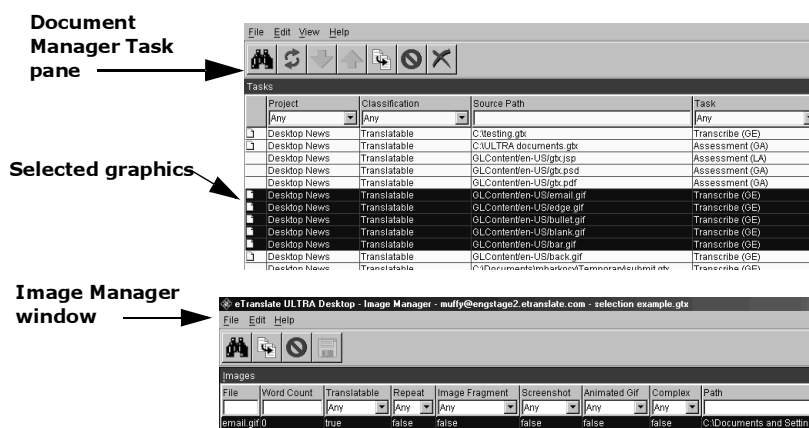 Document
Manager Task
pane
File Edit View Help
Tasks
Project Classification Source Path Task
Any Any Any
Desktop News Translatable C:\testing.gtx Transcribe (GE)
Desktop News Translatable C:\ULTRA documents.gtx Assessment (GA)
Desktop News Translatable GLContent/en-US/gtx.jsp Assessment (LA)
Desktop News Translatable GLContent/en-US/gtx.psd Assessment (GA)
Desktop News Translatable GLContent/en-US/gtx.pdf Assessment (GA)
Selected graphics
Desktop News Translatable GLContent/en-US/email.gif Transcribe (GE)
Desktop News Translatable GLContent/en-US/edge.gif Transcribe (GE)
Desktop News Translatable GLContent/en-US/bullet.gif Transcribe (GE)
Desktop News Translatable GLContent/en-US/blank.gif Transcribe (GE)
Desktop News Translatable GLContent/en-US/bar.gif Transcribe (GE)
Desktop News Translatable GLContent/en-US/back.gif Transcribe (GE)
Desktop News Translatable Transcribe (GE)
Image Manager
window
eTranslate ULTRA Desktop - Image Manager - muffy@engstage2.etranslate.com - selection example.gtx
File Edit Help
Images
File Word Count Translatable Repeat Image Fragment Screenshot Animated Gif Complex Path
Any Any Any Any Any Any
email.gif 0 true false false false false false C:\Documents and Settin